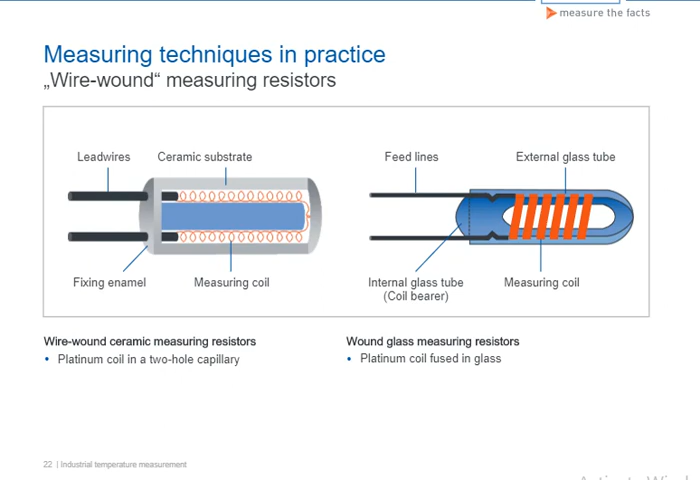 measure the facts
Measuring techniques in practice
„Wire-wound“ measuring resistors
Leadwires
Ceramic substrate
Feed lines
External glass tube
Fixing enamel
Measuring coil
Internal glass tube
(Coil bearer)
Measuring coil
Wire-wound ceramic measuring resistors
• Platinum coil in a two-hole capillary
Wound glass measuring resistors
• Platinum coil fused in glass
22 | Industrial temperature measurement